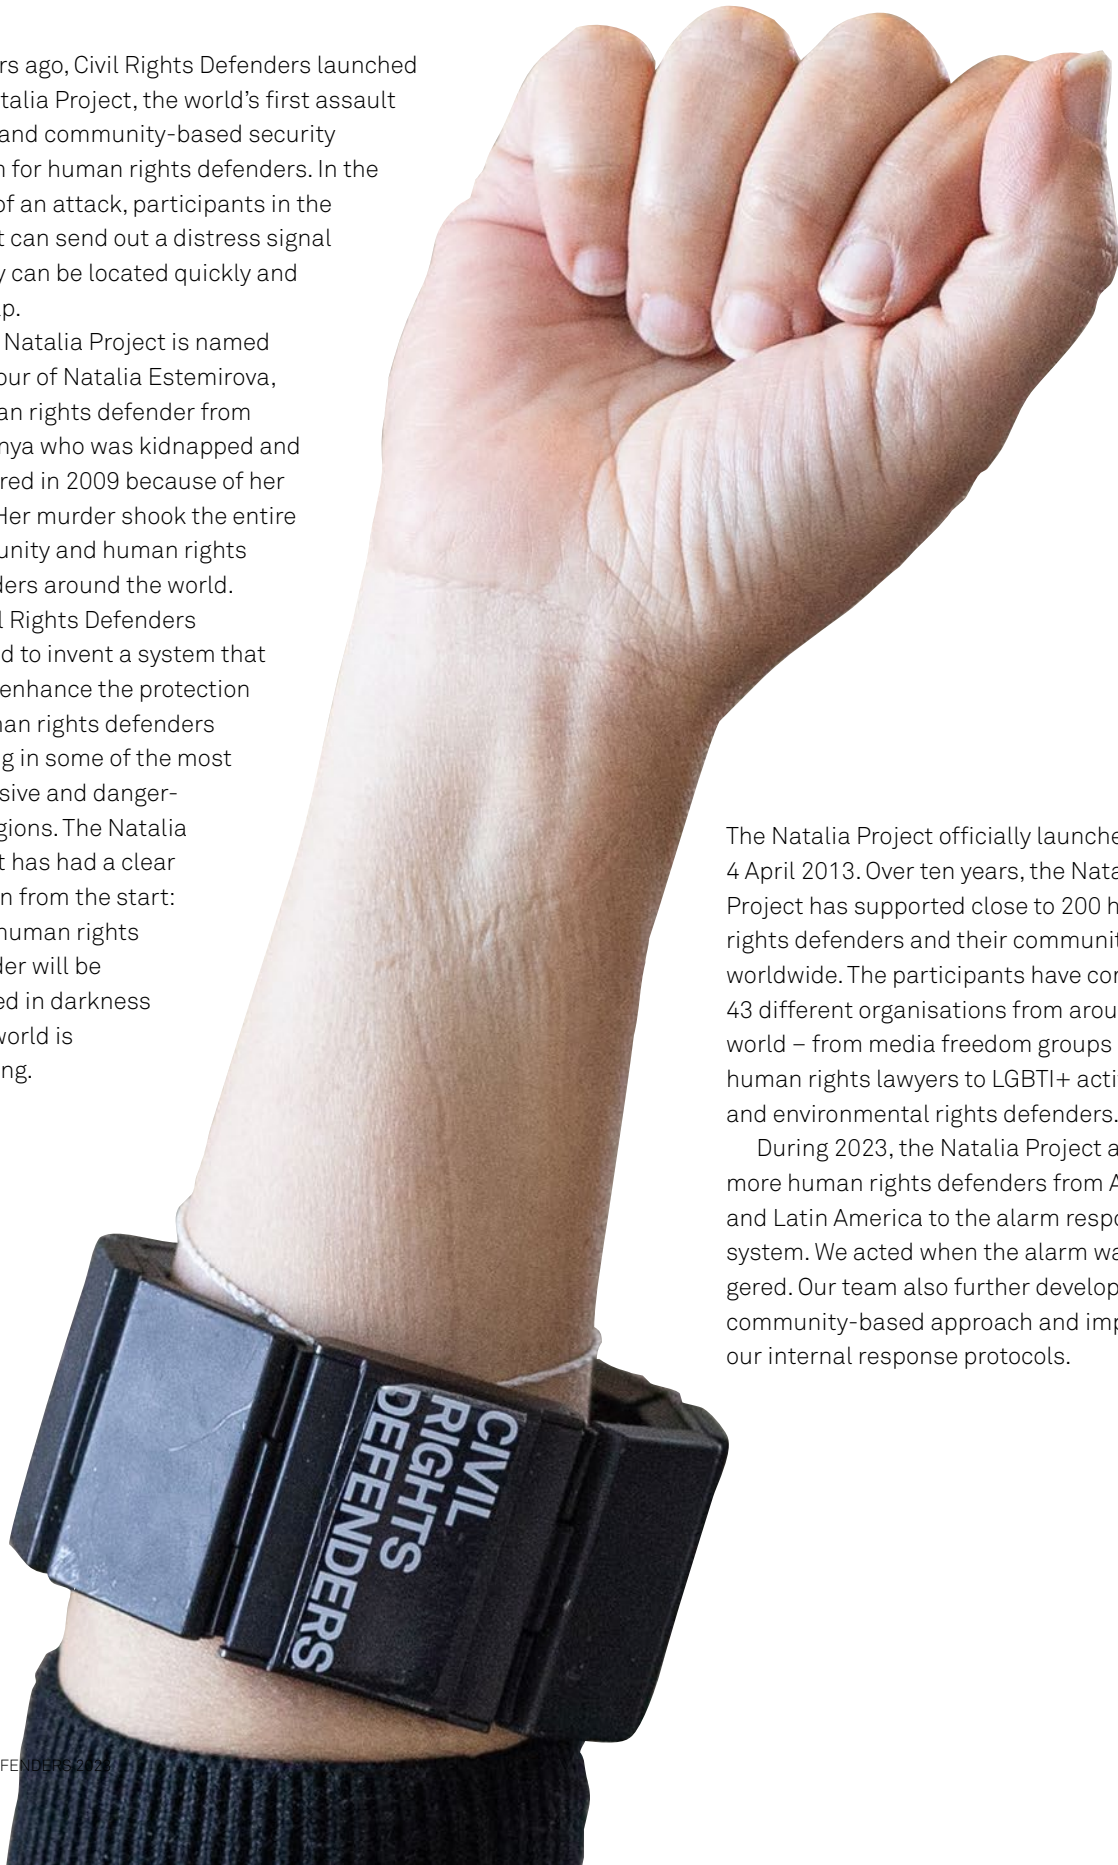 rs ago, Civil Rights Defenders launched
talia Project, the world's first assault
and community-based security
n for human rights defenders. In the
of an attack, participants in the
t can send out a distress signal
y can be located quickly and
p.
Natalia Project is named
our of Natalia Estemirova,
an rights defender from
nya who was kidnapped and
red in 2009 because of her
Her murder shook the entire
unity and human rights
ders around the world.
l Rights Defenders
d to invent a system that
enhance the protection
man rights defenders
g in some of the most
sive and danger-
gions. The Natalia
t has had a clear
n from the start:
human rights
der will be
ed in darkness
world is
ng.
The Natalia Project officially launche
4 April 2013. Over ten years, the Nata
Project has supported close to 200 h
rights defenders and their communit
worldwide. The participants have con
43 different organisations from arou
world – from media freedom groups
human rights lawyers to LGBTI+ acti
and environmental rights defenders.
During 2023, the Natalia Project a
more human rights defenders from A
and Latin America to the alarm respo
system. We acted when the alarm wa
gered. Our team also further develop
community-based approach and imp
our internal response protocols.
CIVIL
RIGHTS
DEFENDERS
FENDERS 2023